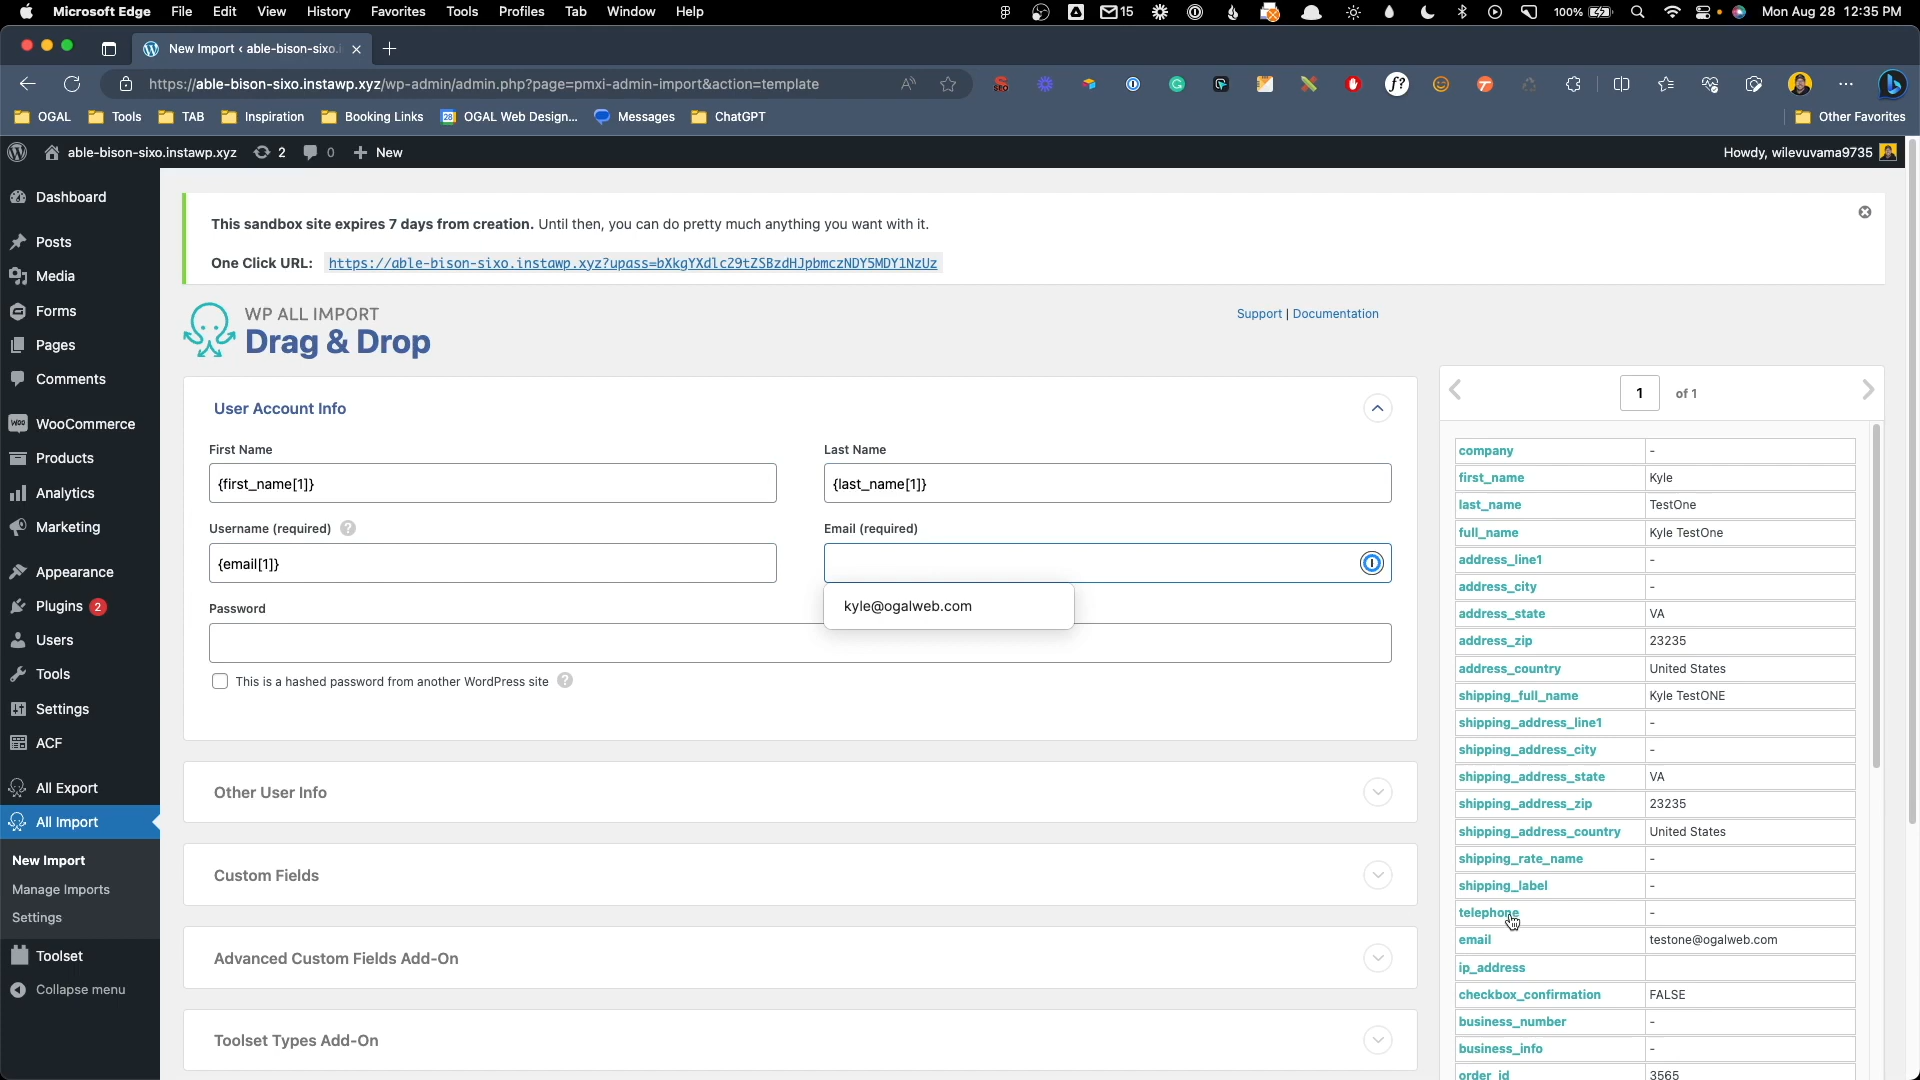 Microsoft Edge File Edit View History Favorites Tools Profiles Tab Window Help 15 100% Mon Aug 28 12:35 PM
New Import ‹ able-bison-sixo.i
https://able-bison-sixo.instawp.xyz/wp-admin/admin.php?page=pmxi-admin-import&action=template
OGAL Tools TAB Inspiration Booking Links OGAL Web Design... Messages ChatGPT Other Favorites
able-bison-sixo.instawp.xyz 2 0 New Howdy, wilevuvama9735
Dashboard
Posts
Media
Forms
Pages
Comments
WooCommerce
Products
Analytics
Marketing
Appearance
Plugins 2
Users
Tools
Settings
ACF
All Export
All Import
New Import
Manage Imports
Settings
Toolset
Collapse menu
This sandbox site expires 7 days from creation. Until then, you can do pretty much anything you want with it.
One Click URL: https://able-bison-sixo.instawp.xyz?upass=bXkgYXdlc29tZSBzdHJpbmczNDY5MDY1NzUz
WP ALL IMPORT
Drag & Drop
Support | Documentation
User Account Info
First Name
{first_name[1]}
Last Name
{last_name[1]}
Username (required) ?
{email[1]}
Email (required)
kyle@ogalweb.com
Password
This is a hashed password from another WordPress site ?
Other User Info
Custom Fields
Advanced Custom Fields Add-On
Toolset Types Add-On
1 of 1
company -
first_name Kyle
last_name TestOne
full_name Kyle TestOne
address_line1 -
address_city -
address_state VA
address_zip 23235
address_country United States
shipping_full_name Kyle TestONE
shipping_address_line1 -
shipping_address_city -
shipping_address_state VA
shipping_address_zip 23235
shipping_address_country United States
shipping_rate_name -
shipping_label -
telephone -
email testone@ogalweb.com
ip_address
checkbox_confirmation FALSE
business_number -
business_info -
order_id 3565